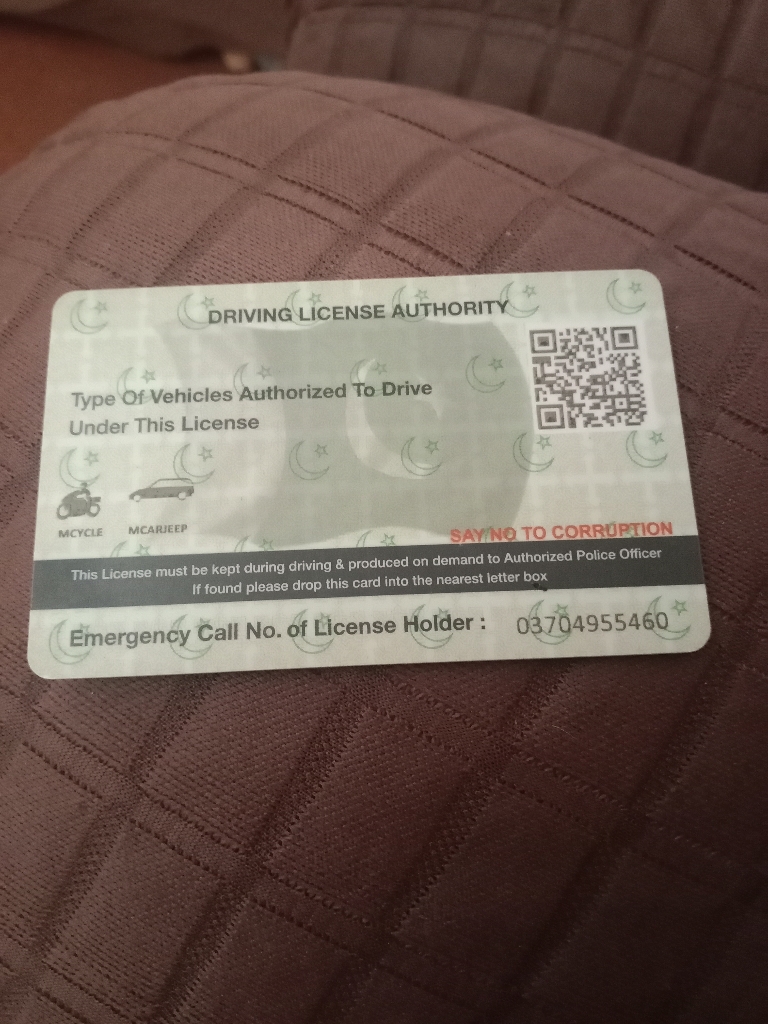 DRIVING LICENSE AUTHORITY
Type Of Vehicles Authorized To Drive
Under This License
MCYCLE MCARJEEP
SAY NO TO CORRUPTION
This License must be kept during driving & produced on demand to Authorized Police Officer
If found please drop this card into the nearest letter box
Emergency Call No. of License Holder : 03704955460